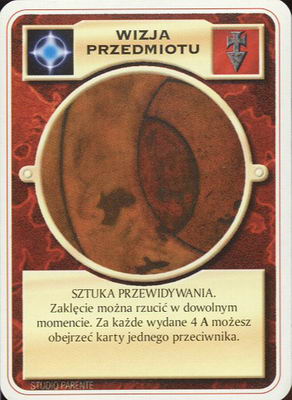 WIZJA
PRZEDMIOTU
SZTUKA PRZEWIDYWANIA.
Zaklęcie można rzucić w dowolnym
momencie. Za każde wydane 4 A możesz
obejrzeć karty jednego przeciwnika.
STUDIO PARENTE